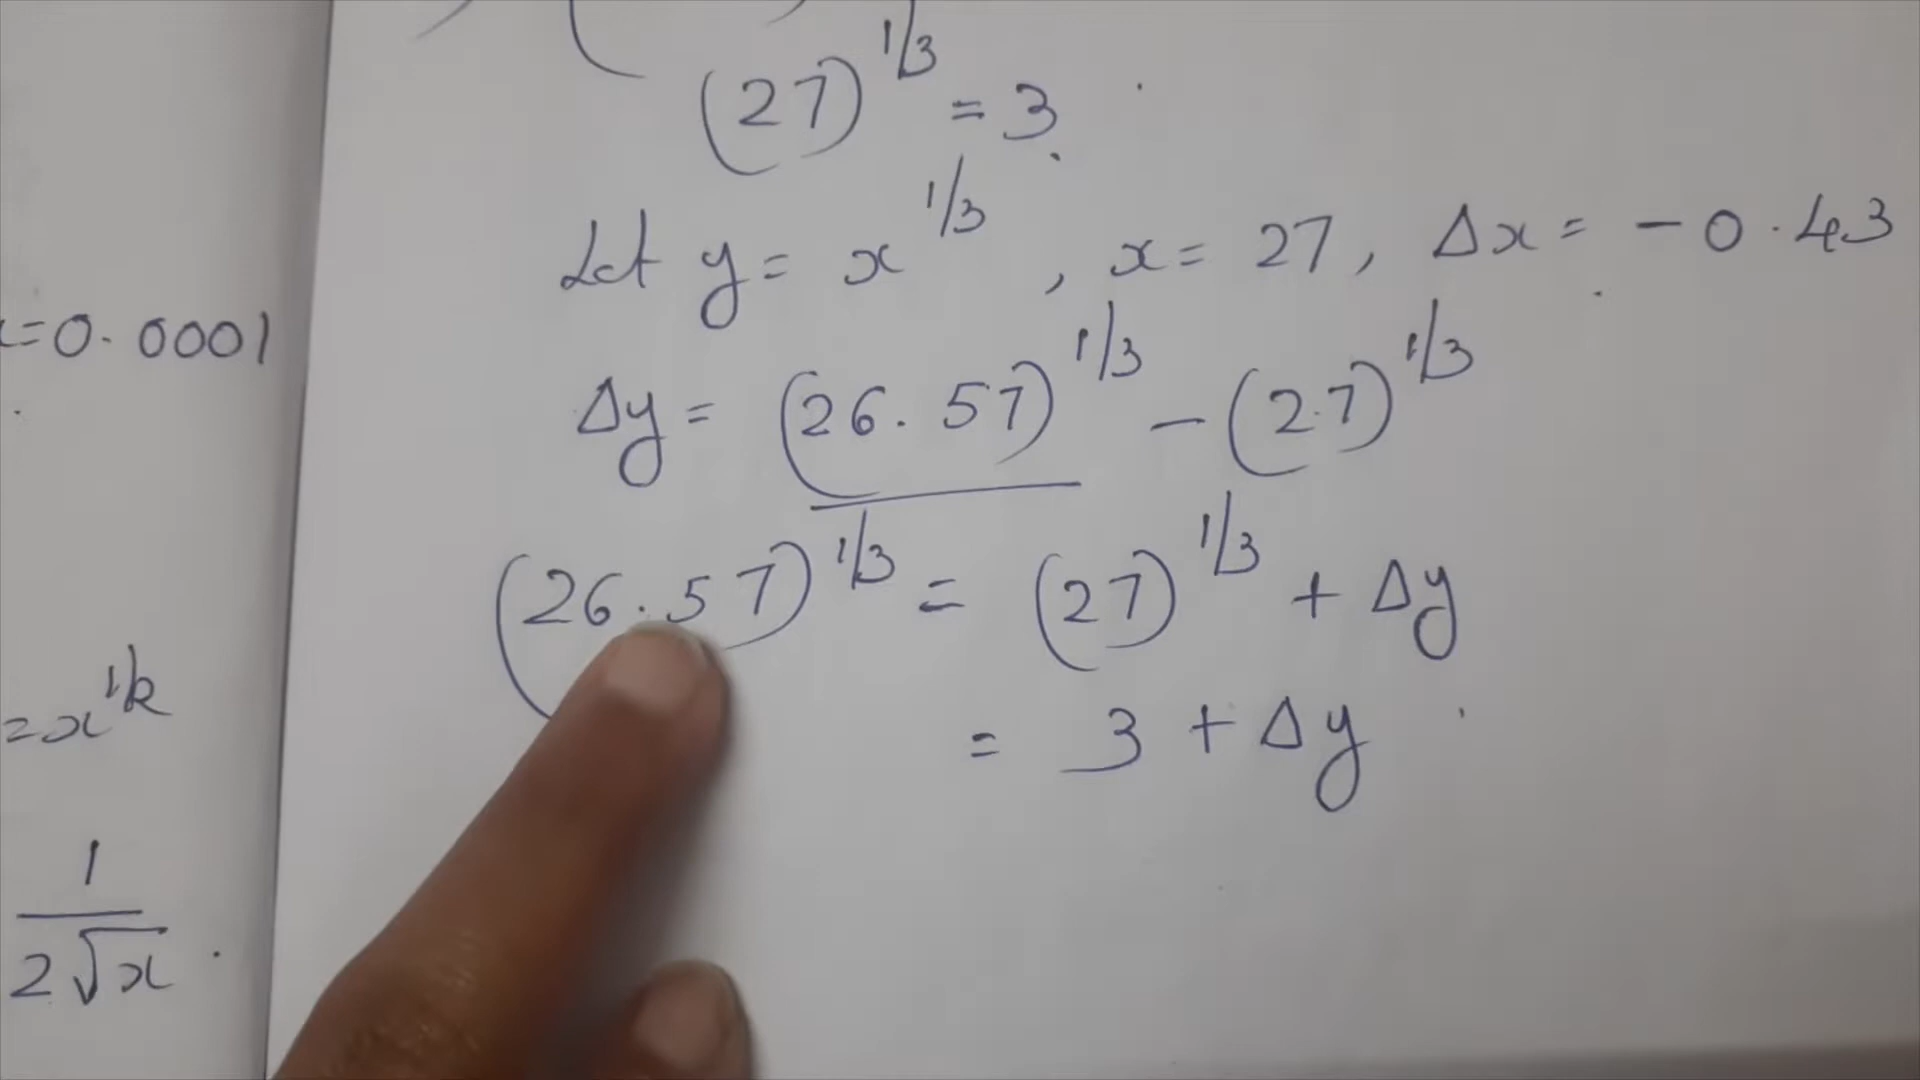 (27)^1/3 = 3.
Let y = x^1/3, x = 27, Δx = -0.43
Δy = (26.57)^1/3 - (27)^1/3
(26.57)^1/3 = (27)^1/3 + Δy
= 3 + Δy
=0.0001
=x^1/k
1
2√x.